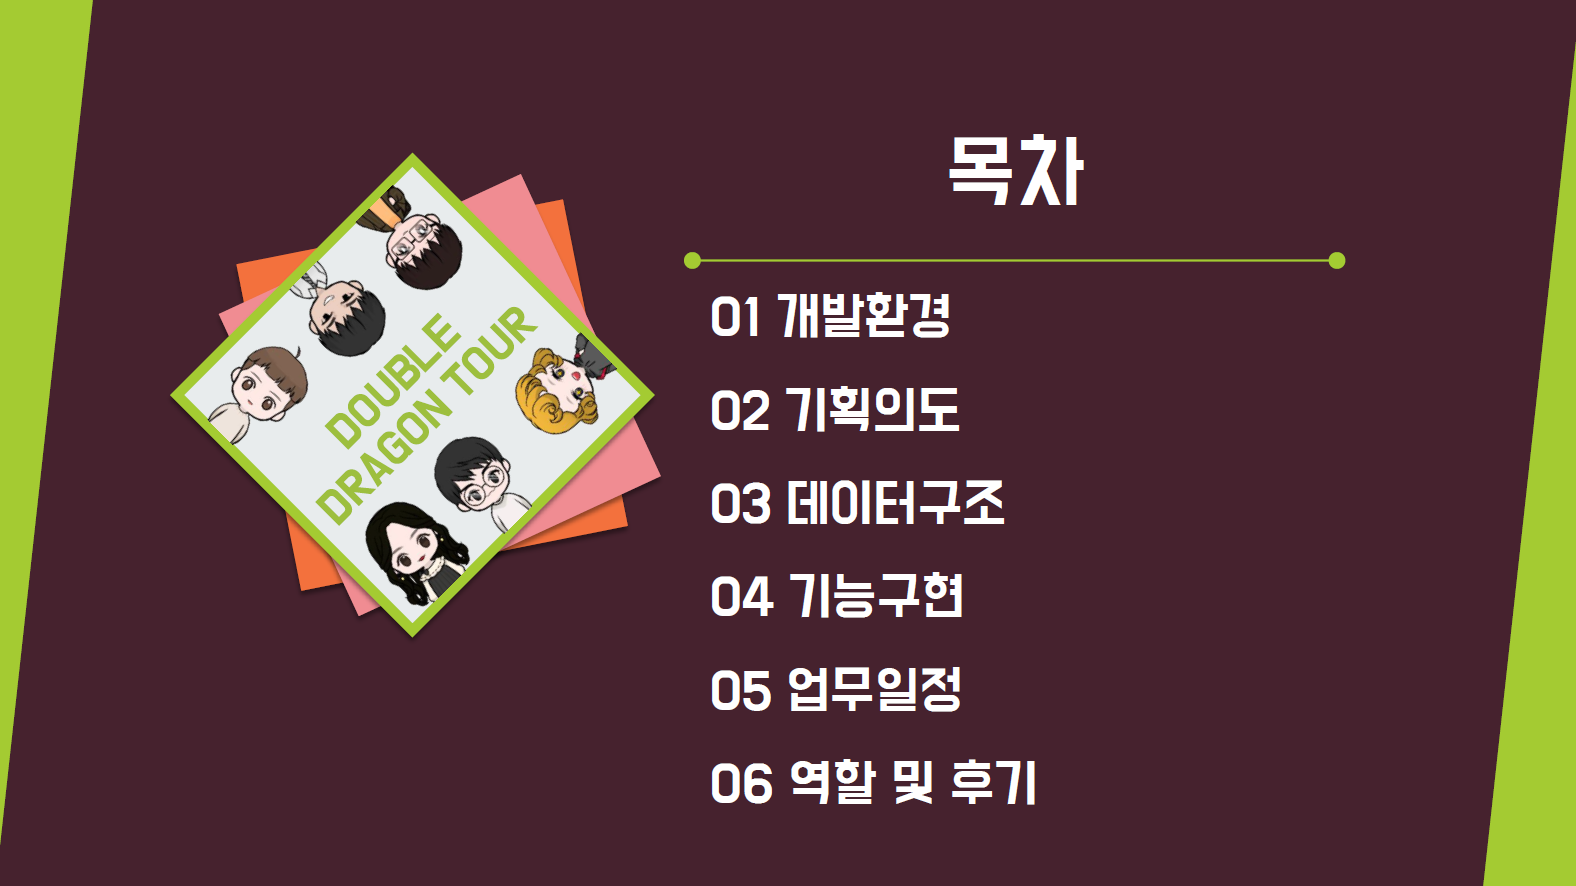 목차
DOUBLE
DRAGON TOUR
01 개발환경
02 기획의도
03 데이터구조
04 기능구현
05 업무일정
06 역할 및 후기